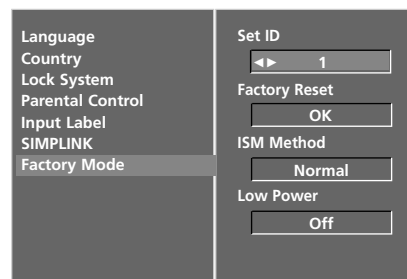 Language
Country
Lock System
Parental Control
Input Label
SIMPLINK
Factory Mode
Set ID
◀▶ 1
Factory Reset
OK
ISM Method
Normal
Low Power
Off